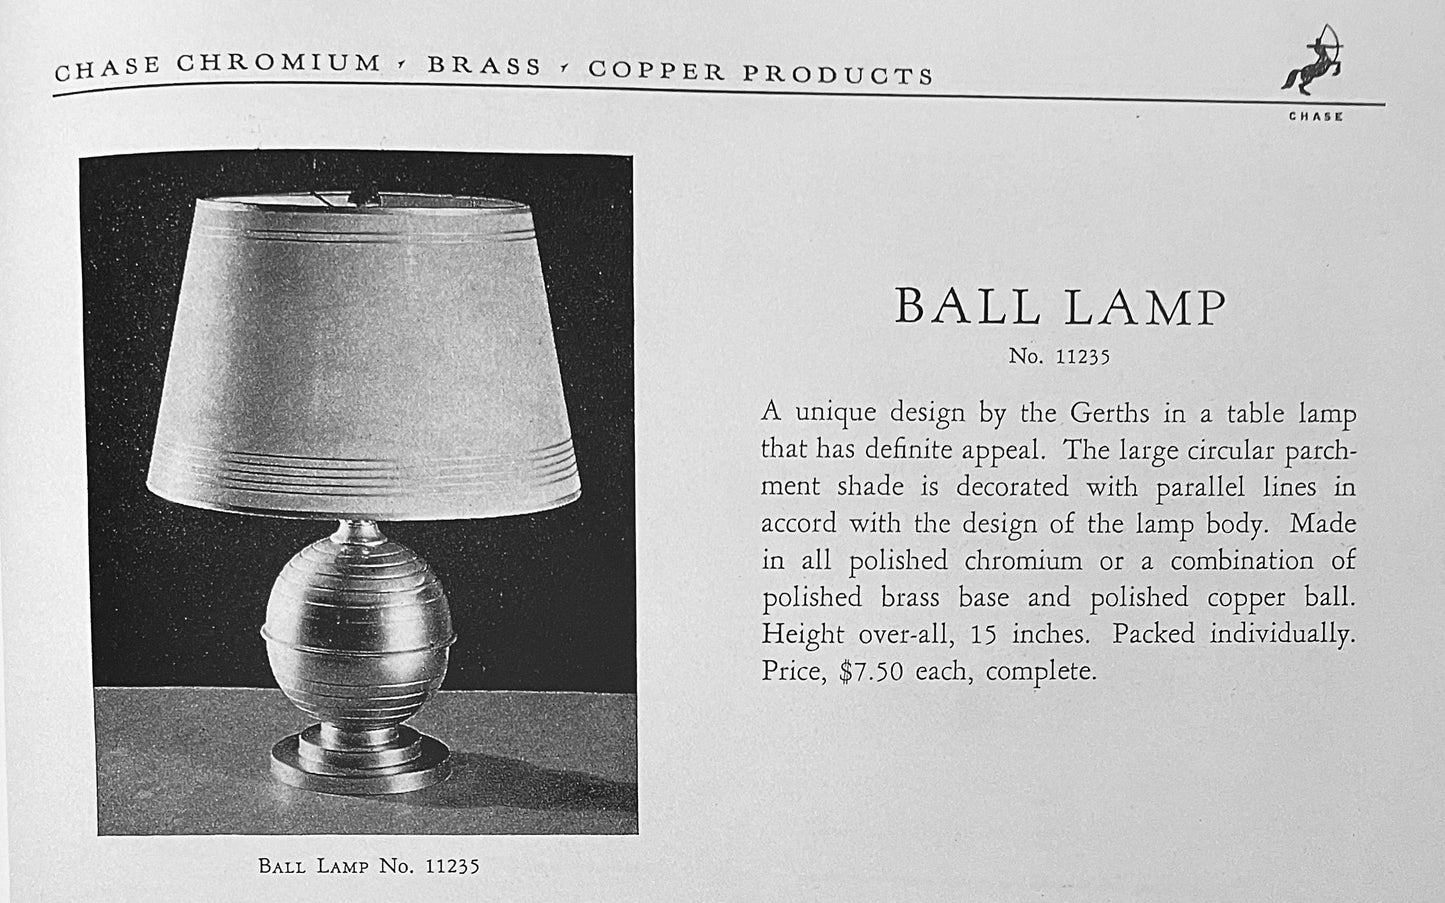 CHASE CHROMIUM , BRASS , COPPER PRODUCTS
CHASE
BALL LAMP
No. 11235
A unique design by the Gerths in a table lamp
that has definite appeal. The large circular parch-
ment shade is decorated with parallel lines in
accord with the design of the lamp body. Made
in all polished chromium or a combination of
polished brass base and polished copper ball.
Height over-all, 15 inches. Packed individually.
Price, $7.50 each, complete.
BALL LAMP No. 11235